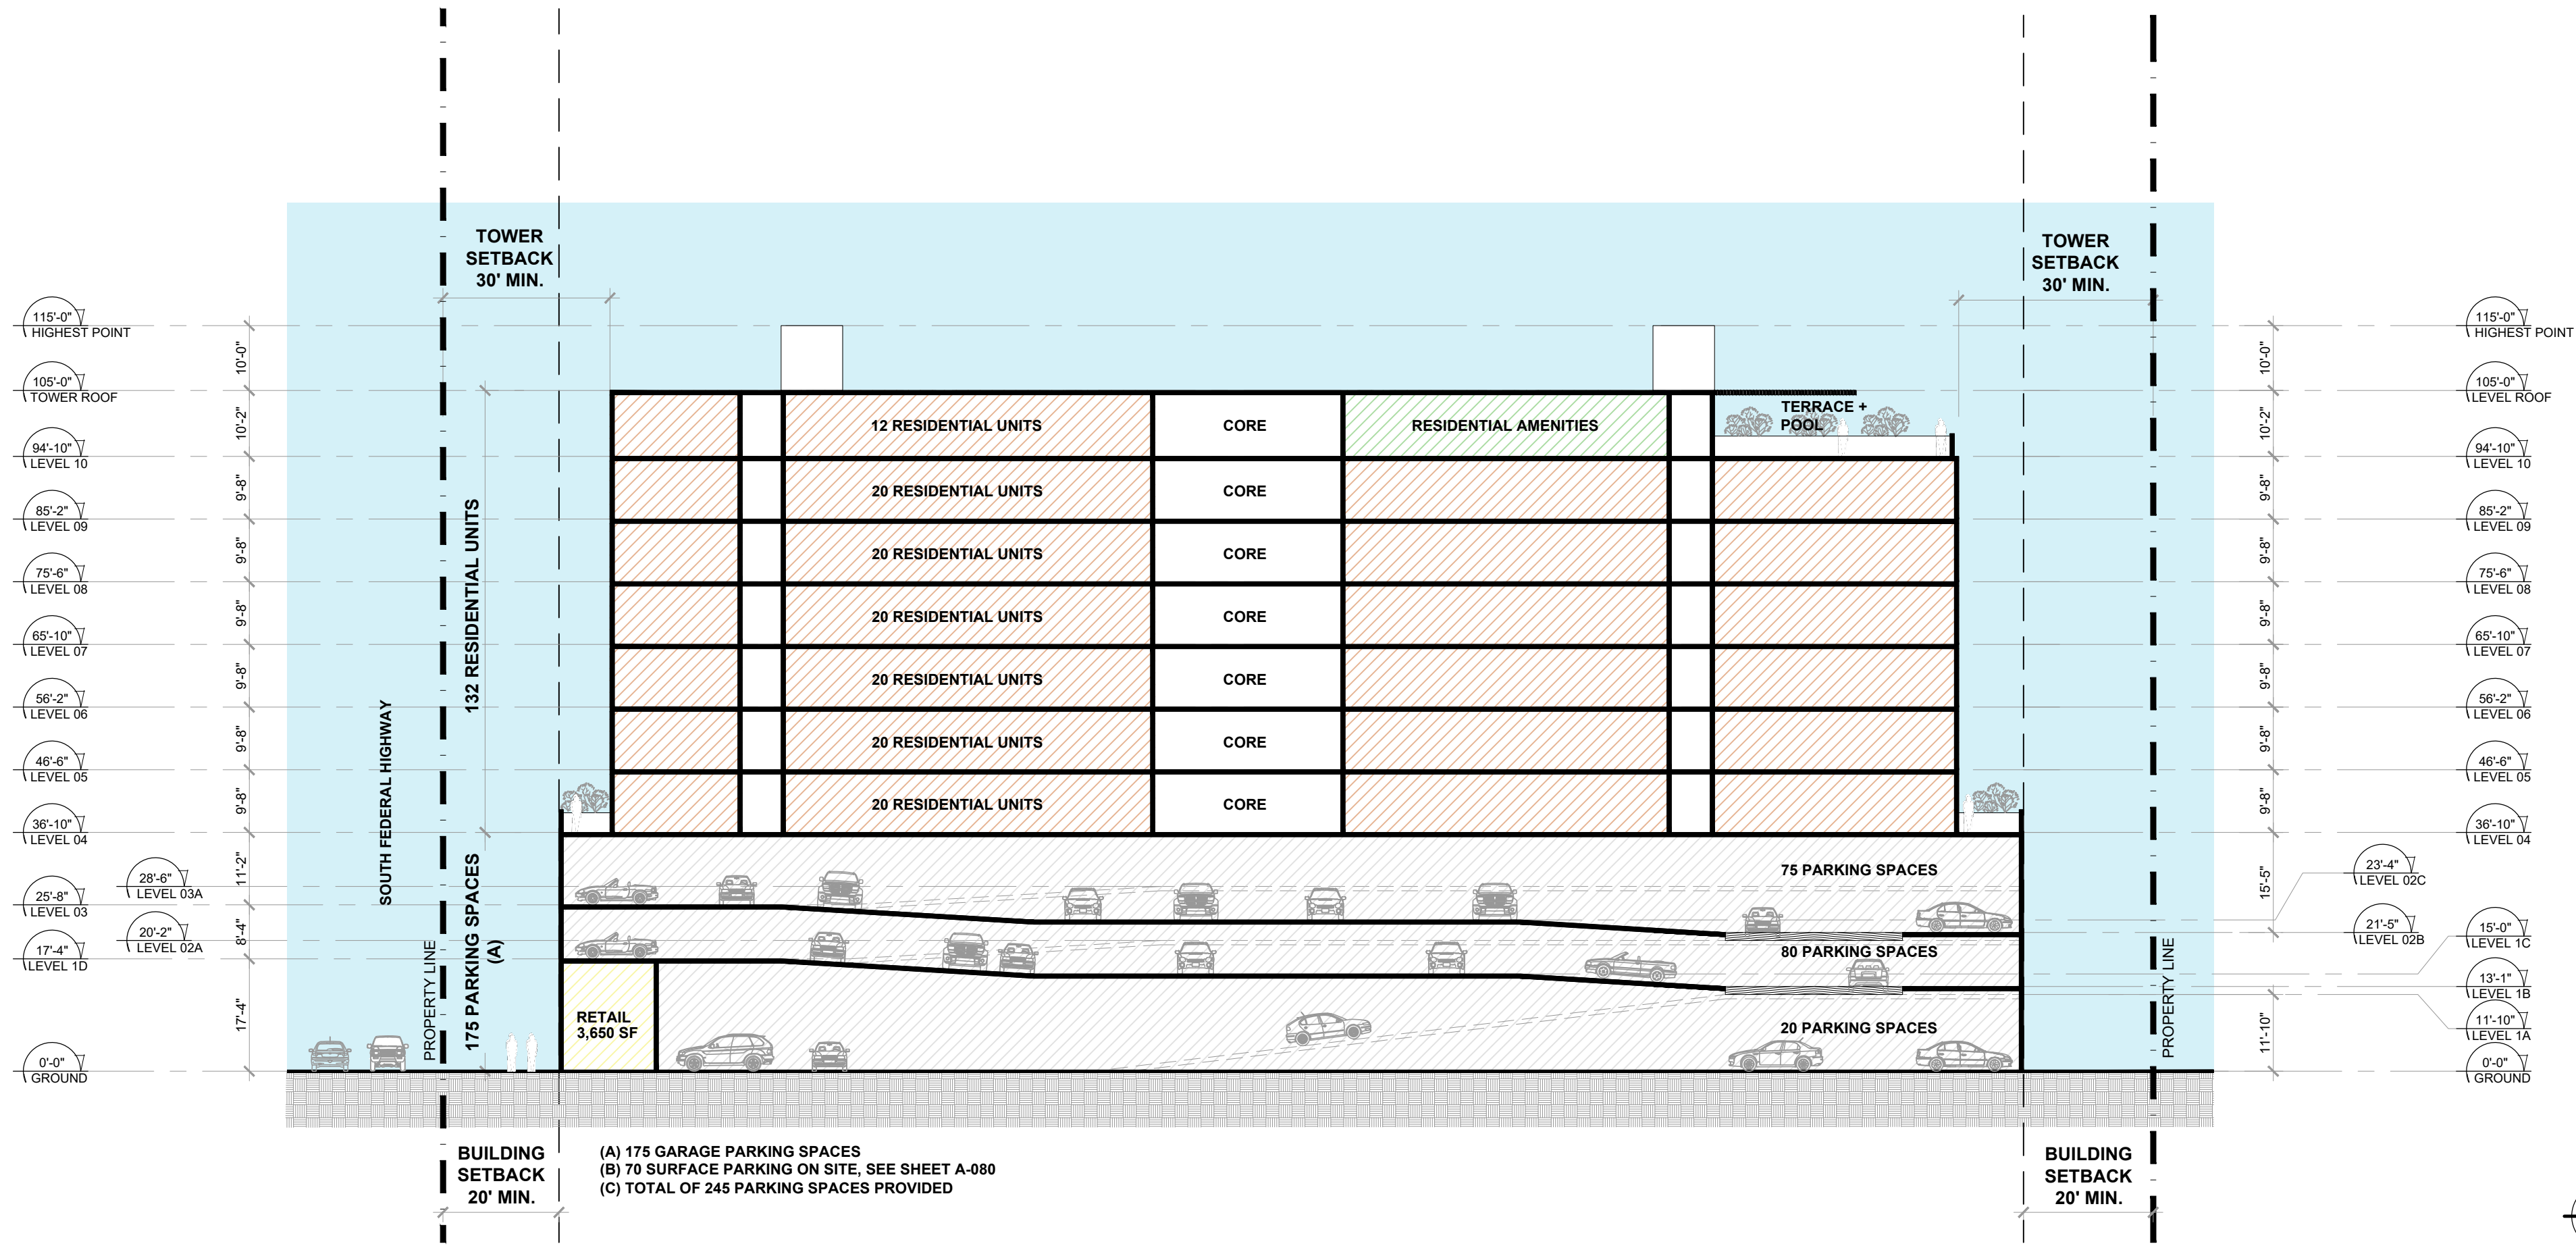 TOWER
SETBACK
30' MIN.
TOWER
SETBACK
30' MIN.
115'-0"
HIGHEST POINT
105'-0"
TOWER ROOF
94'-10"
LEVEL 10
85'-2"
LEVEL 09
75'-6"
LEVEL 08
65'-10"
LEVEL 07
56'-2"
LEVEL 06
46'-6"
LEVEL 05
36'-10"
LEVEL 04
28'-6"
LEVEL 03A
25'-8"
LEVEL 03
20'-2"
LEVEL 02A
17'-4"
LEVEL 1D
0'-0"
GROUND
10'-0"
10'-2"
9'-8"
9'-8"
9'-8"
9'-8"
9'-8"
9'-8"
11'-2"
8'-4"
17'-4"
SOUTH FEDERAL HIGHWAY
PROPERTY LINE
132 RESIDENTIAL UNITS
175 PARKING SPACES
(A)
12 RESIDENTIAL UNITS
CORE
RESIDENTIAL AMENITIES
TERRACE +
POOL
20 RESIDENTIAL UNITS
CORE
20 RESIDENTIAL UNITS
CORE
20 RESIDENTIAL UNITS
CORE
20 RESIDENTIAL UNITS
CORE
20 RESIDENTIAL UNITS
CORE
20 RESIDENTIAL UNITS
CORE
75 PARKING SPACES
80 PARKING SPACES
RETAIL
3,650 SF
20 PARKING SPACES
PROPERTY LINE
10'-0"
10'-2"
9'-8"
9'-8"
9'-8"
9'-8"
9'-8"
9'-8"
15'-5"
11'-10"
115'-0"
HIGHEST POINT
105'-0"
LEVEL ROOF
94'-10"
LEVEL 10
85'-2"
LEVEL 09
75'-6"
LEVEL 08
65'-10"
LEVEL 07
56'-2"
LEVEL 06
46'-6"
LEVEL 05
36'-10"
LEVEL 04
23'-4"
LEVEL 02C
21'-5"
LEVEL 02B
15'-0"
LEVEL 1C
13'-1"
LEVEL 1B
11'-10"
LEVEL 1A
0'-0"
GROUND
BUILDING
SETBACK
20' MIN.
(A) 175 GARAGE PARKING SPACES
(B) 70 SURFACE PARKING ON SITE, SEE SHEET A-080
(C) TOTAL OF 245 PARKING SPACES PROVIDED
BUILDING
SETBACK
20' MIN.